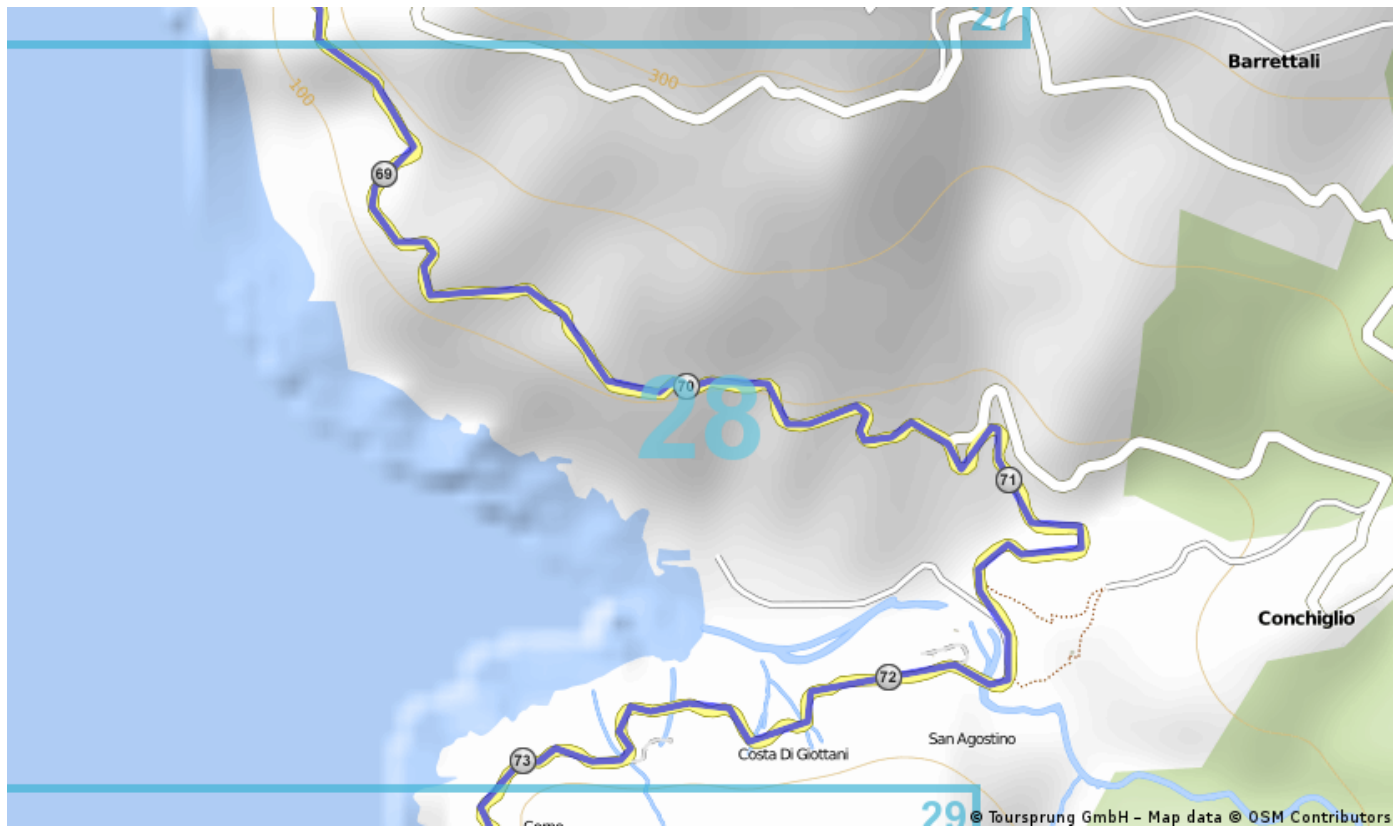 27
Barrettali
300
100
69
70
28
71
Conchiglio
72
San Agostino
Costa Di Giottani
73
29
© Toursprung GmbH – Map data © OSM Contributors